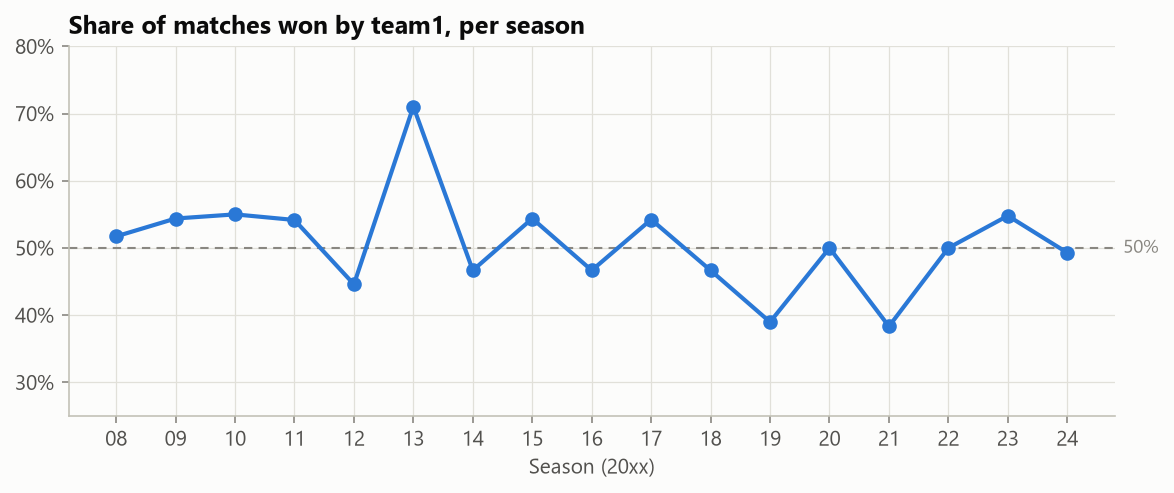 Share of matches won by team1, per season
80%
70%
60%
50%
40%
30%
50%
08 09 10 11 12 13 14 15 16 17 18 19 20 21 22 23 24
Season (20xx)